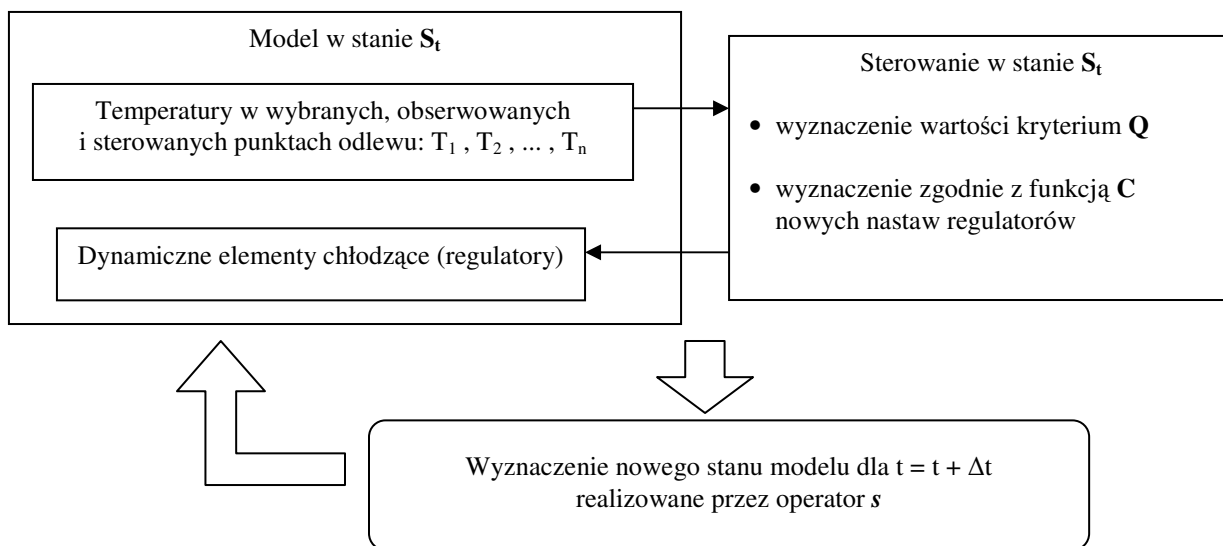 Model w stanie Sₜ
Temperatury w wybranych, obserwowanych
i sterowanych punktach odlewu: T₁ , T₂ , ... , Tₙ
Dynamiczne elementy chłodzące (regulatory)
Sterowanie w stanie Sₜ
• wyznaczenie wartości kryterium Q
• wyznaczenie zgodnie z funkcją C
nowych nastaw regulatorów
Wyznaczenie nowego stanu modelu dla t = t + Δt
realizowane przez operator s